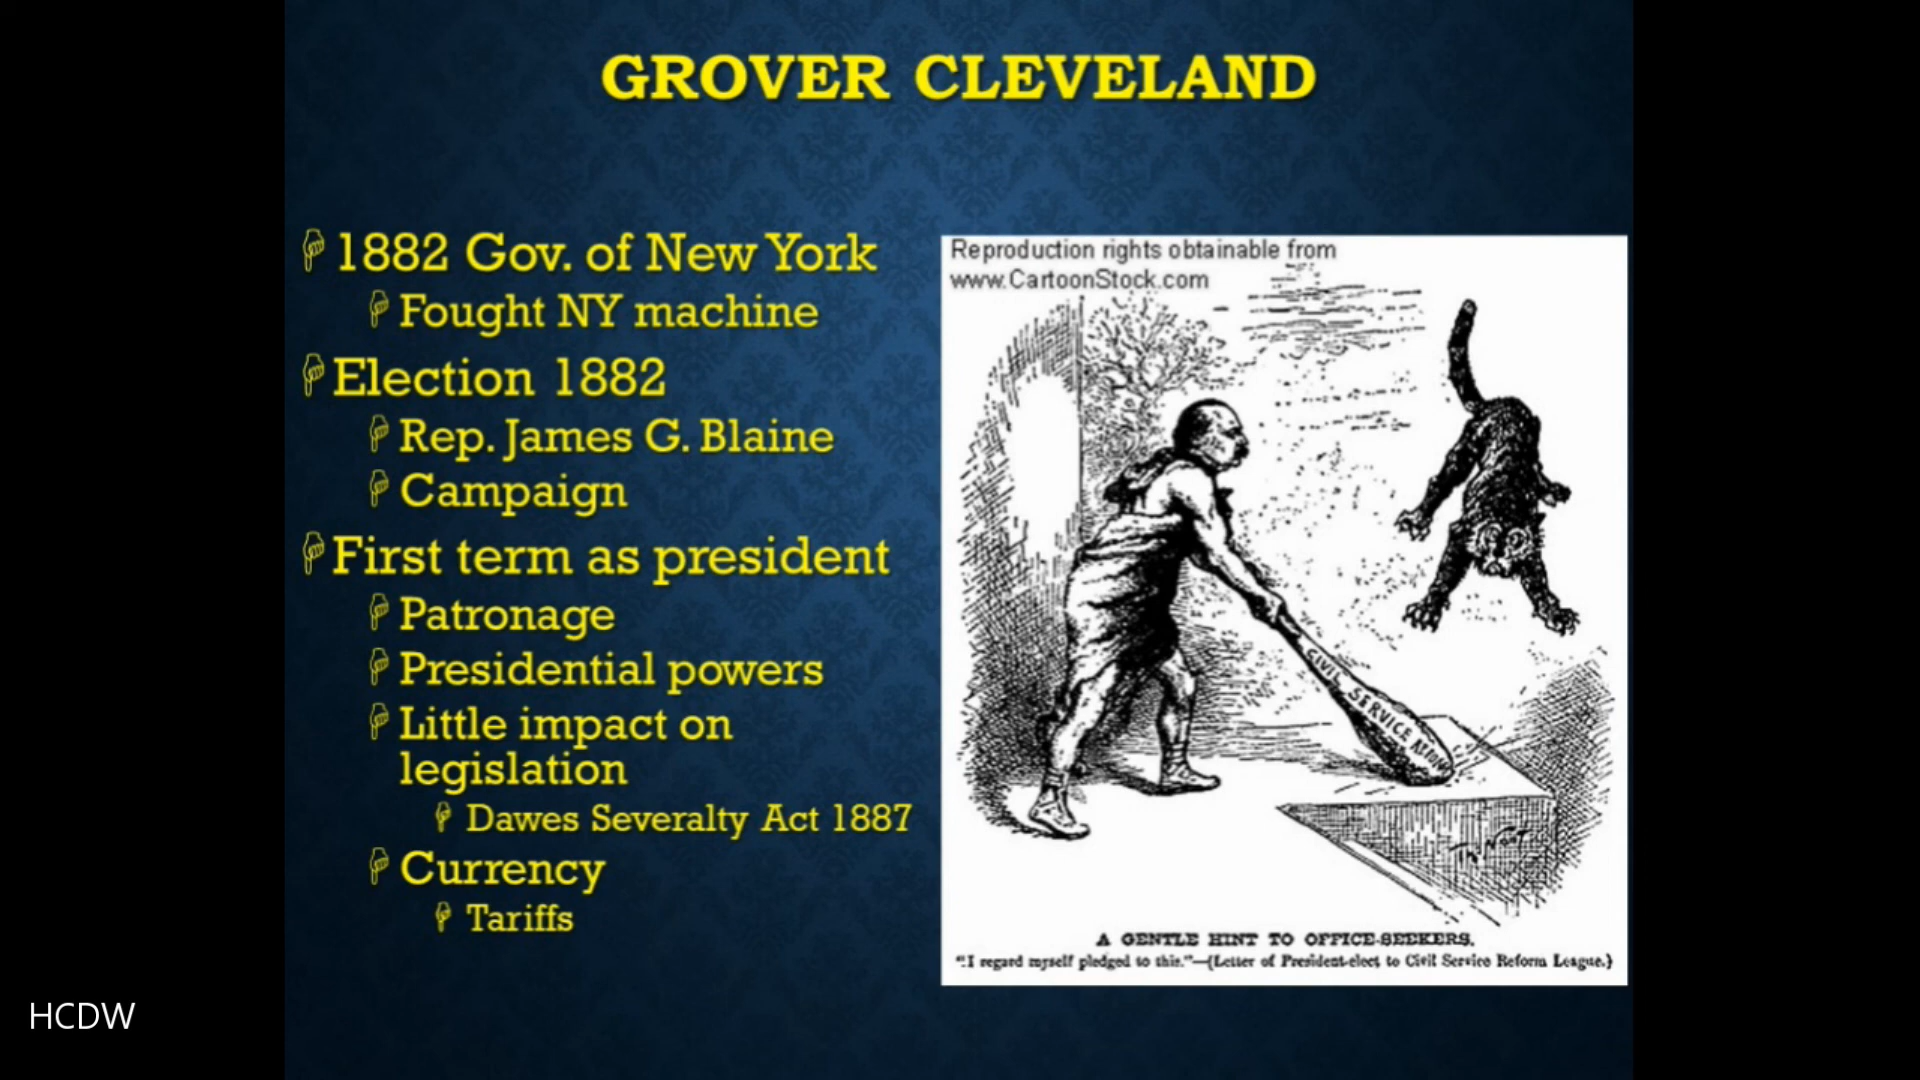 GROVER CLEVELAND
1882 Gov. of New York
Fought NY machine
Election 1882
Rep. James G. Blaine
Campaign
First term as president
Patronage
Presidential powers
Little impact on
legislation
Dawes Severalty Act 1887
Currency
Tariffs
Reproduction rights obtainable from
www.CartoonStock.com
CIVIL SERVICE
A GENTLE HINT TO OFFICE-SEEKERS.
"I regard myself pledged to this."—(Letter of President-elect to Civil Service Reform League.)
HCDW